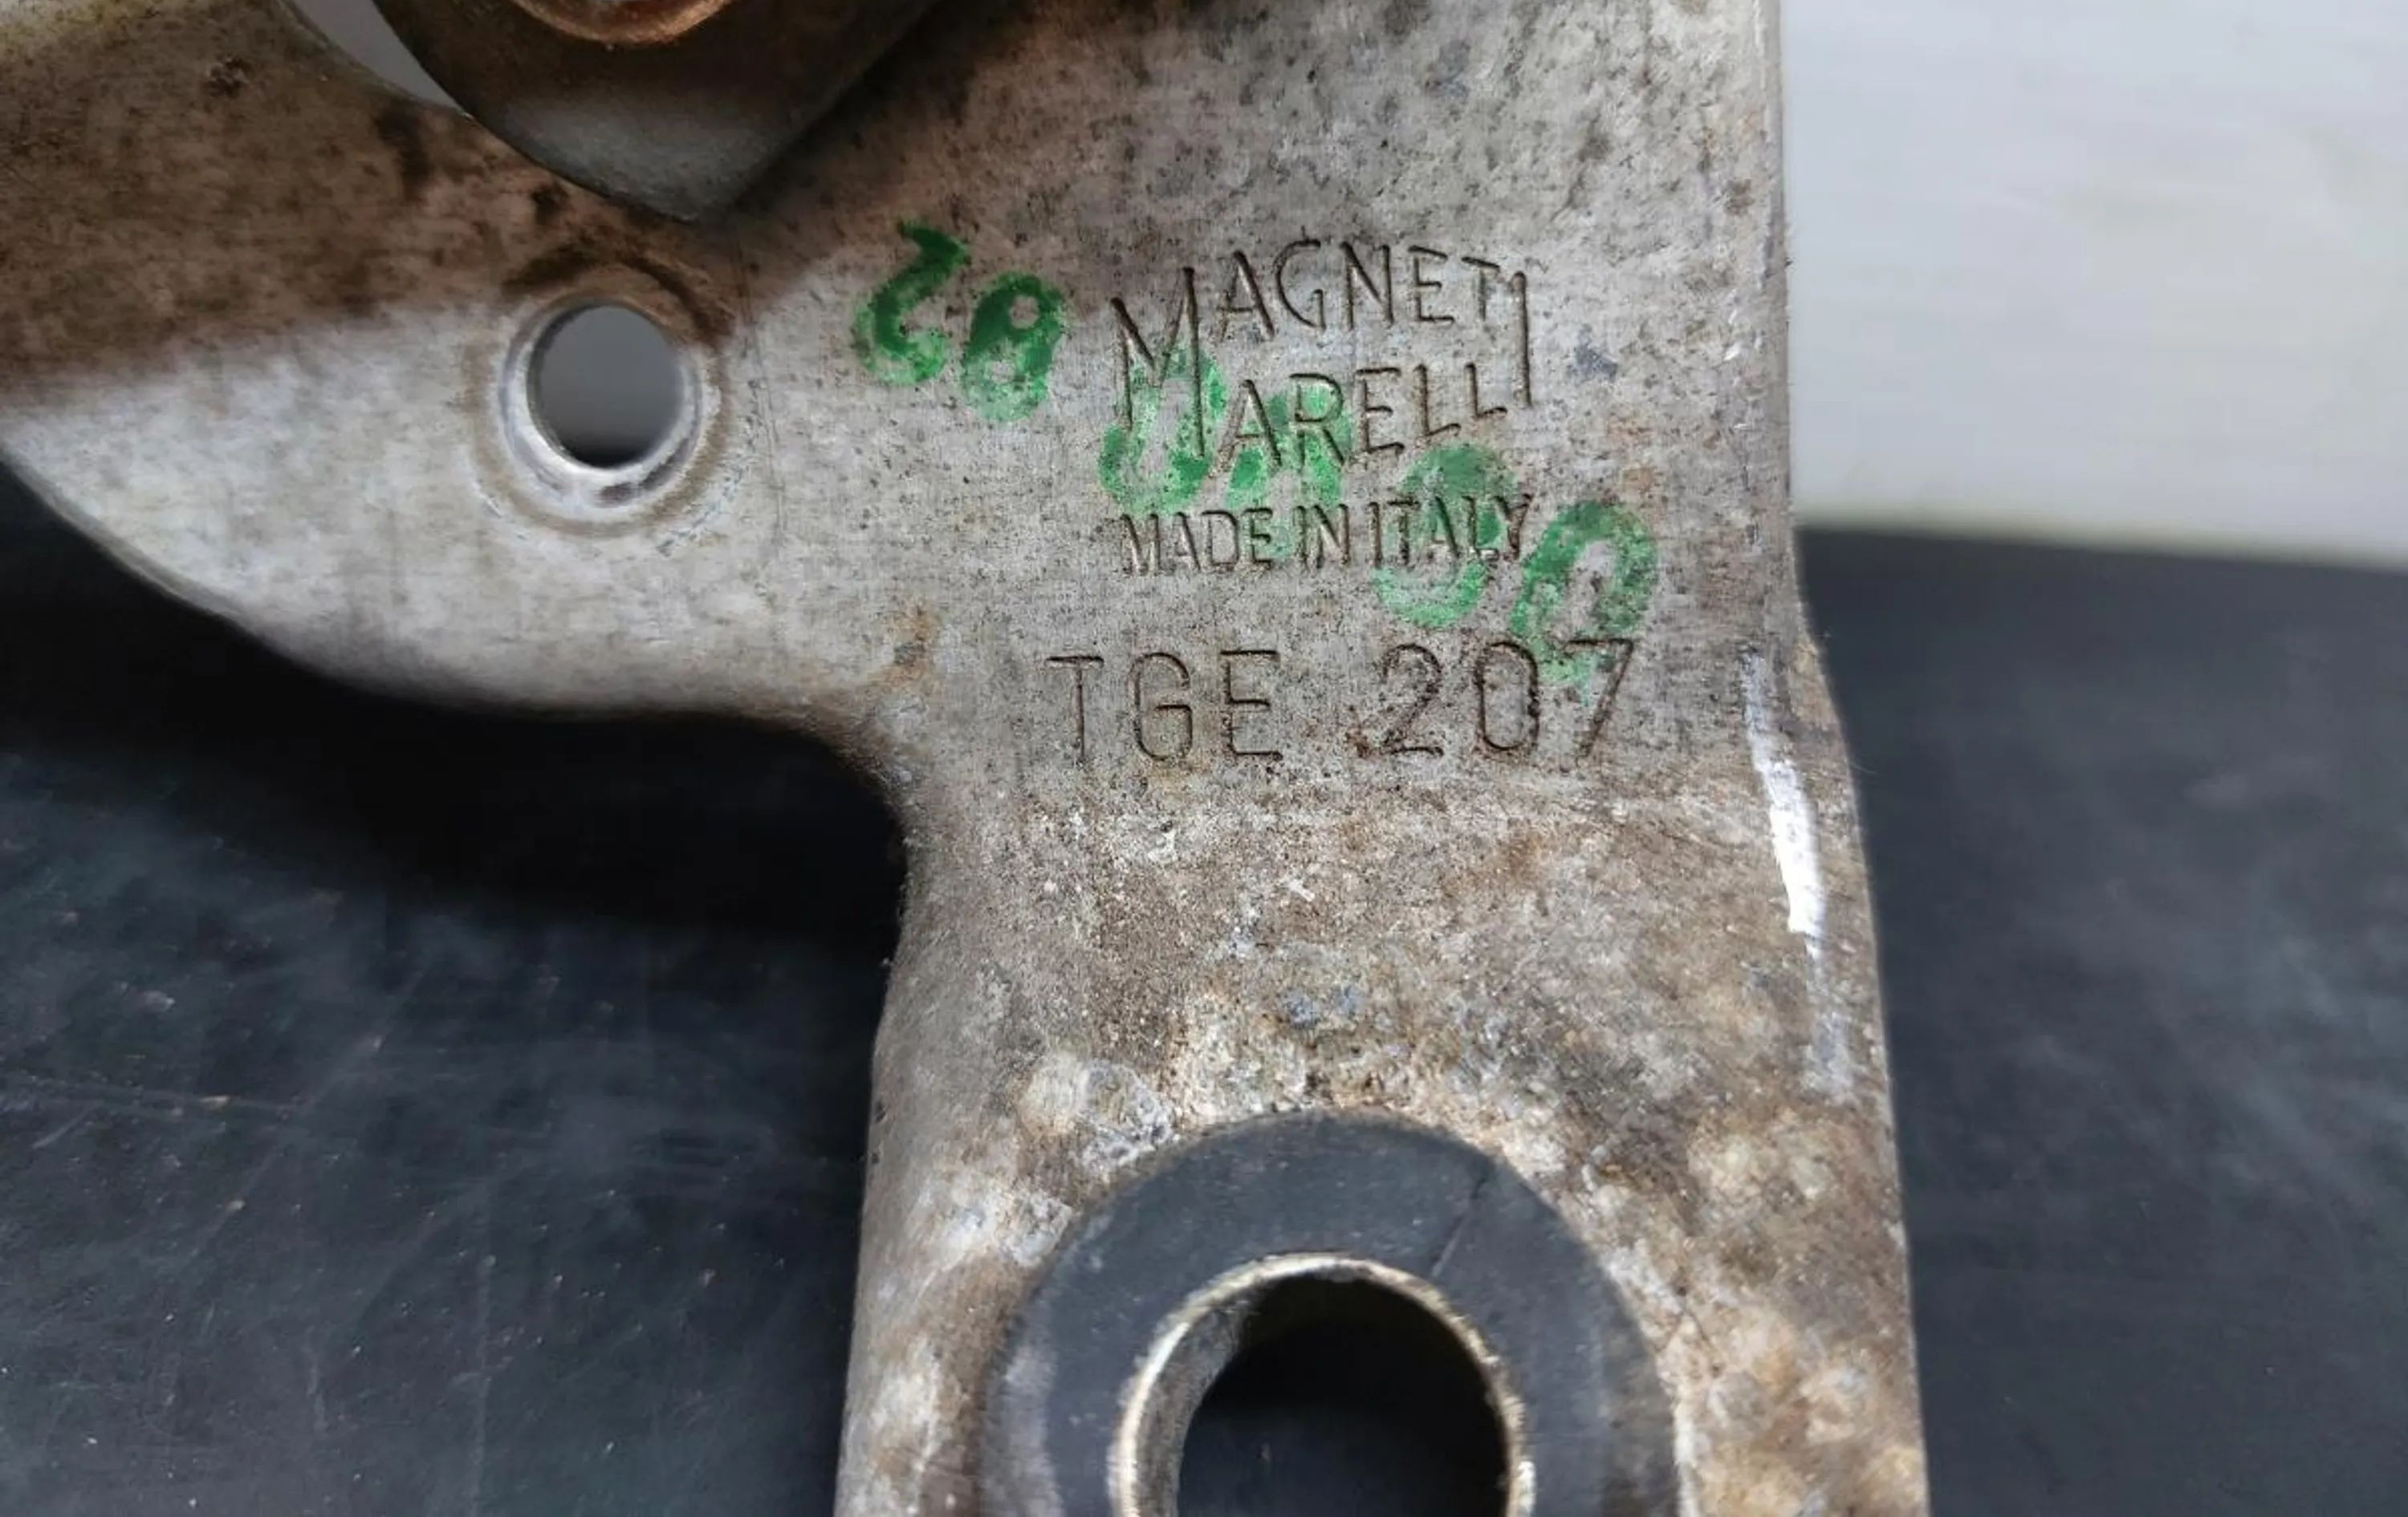 MAGNETI
MARELLI
MADE IN ITALY
TGE 207